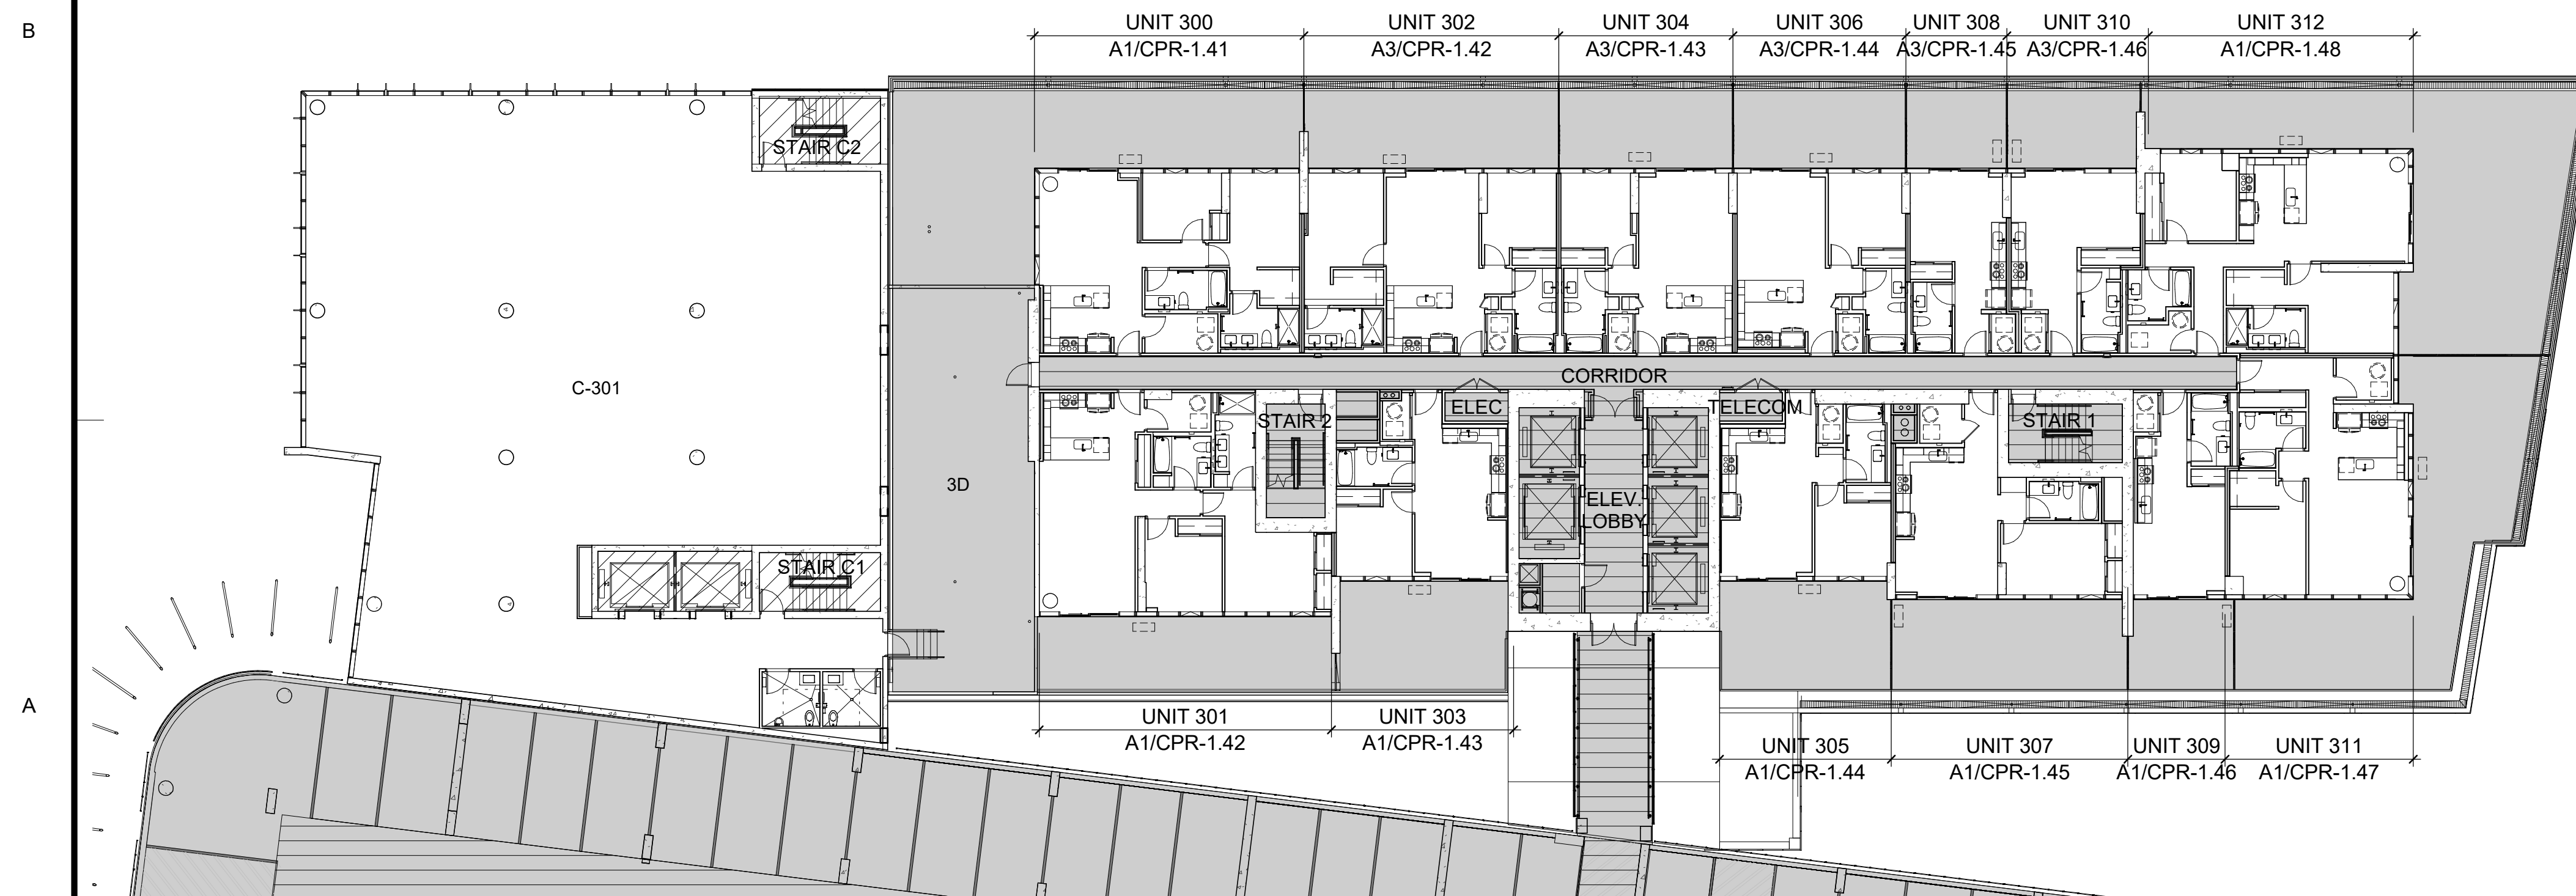 B
UNIT 300
A1/CPR-1.41
UNIT 302
A3/CPR-1.42
UNIT 304
A3/CPR-1.43
UNIT 306
A3/CPR-1.44
UNIT 308
A3/CPR-1.45
UNIT 310
A3/CPR-1.46
UNIT 312
A1/CPR-1.48
STAIR C2
C-301
CORRIDOR
STAIR 2
ELEC
TELECOM
STAIR 1
3D
ELEV.
LOBBY
STAIR C1
A
UNIT 301
A1/CPR-1.42
UNIT 303
A1/CPR-1.43
UNIT 305
A1/CPR-1.44
UNIT 307
A1/CPR-1.45
UNIT 309
A1/CPR-1.46
UNIT 311
A1/CPR-1.47